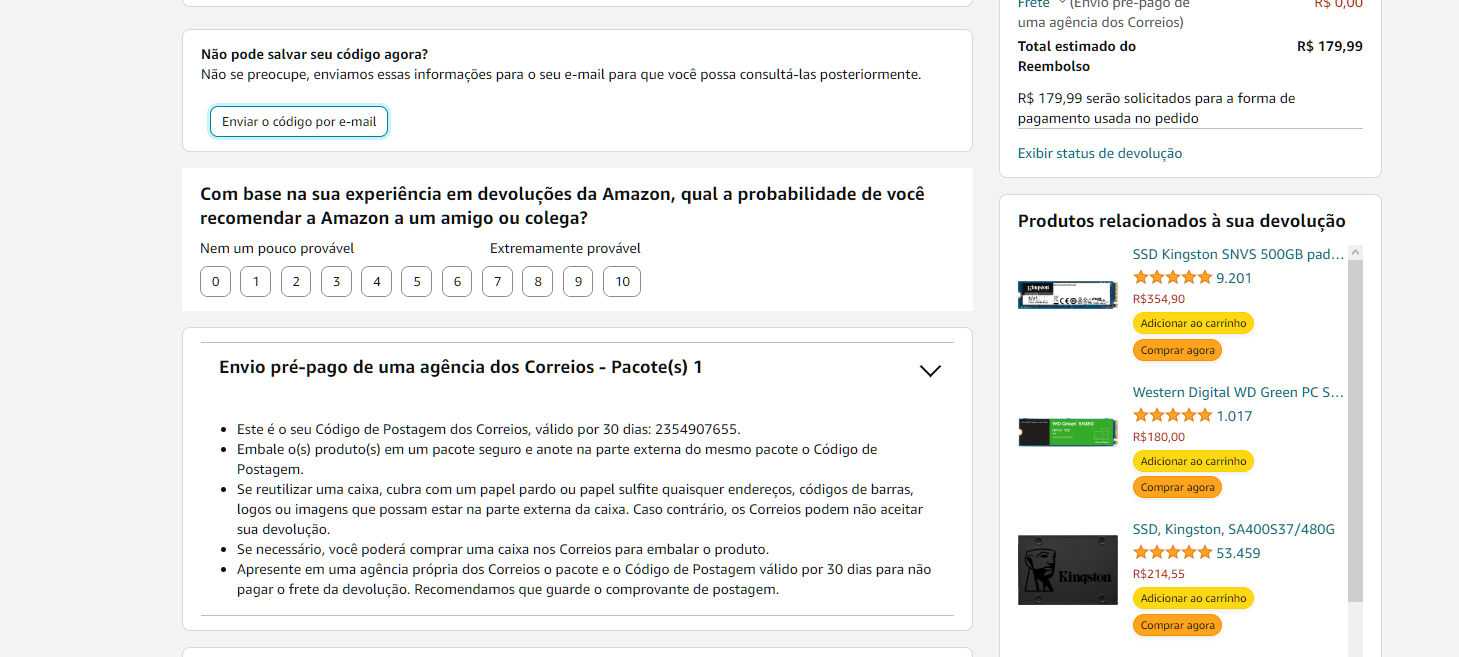 Não pode salvar seu código agora?
Não se preocupe, enviamos essas informações para o seu e-mail para que você possa consultá-las posteriormente.
Enviar o código por e-mail
Com base na sua experiência em devoluções da Amazon, qual a probabilidade de você
recomendar a Amazon a um amigo ou colega?
Nem um pouco provável Extremamente provável
0 1 2 3 4 5 6 7 8 9 10
Envio pré-pago de uma agência dos Correios - Pacote(s) 1
• Este é o seu Código de Postagem dos Correios, válido por 30 dias: 2354907655.
• Embale o(s) produto(s) em um pacote seguro e anote na parte externa do mesmo pacote o Código de
Postagem.
• Se reutilizar uma caixa, cubra com um papel pardo ou papel sulfite quaisquer endereços, códigos de barras,
logos ou imagens que possam estar na parte externa da caixa. Caso contrário, os Correios podem não aceitar
sua devolução.
• Se necessário, você poderá comprar uma caixa nos Correios para embalar o produto.
• Apresente em uma agência própria dos Correios o pacote e o Código de Postagem válido por 30 dias para não
pagar o frete da devolução. Recomendamos que guarde o comprovante de postagem.
Frete (Envio pré-pago de R$ 0,00
uma agência dos Correios)
Total estimado do R$ 179,99
Reembolso
R$ 179,99 serão solicitados para a forma de
pagamento usada no pedido
Exibir status de devolução
Produtos relacionados à sua devolução
Kingston
NV1
SSD Kingston SNVS 500GB pad...
9.201
R$354,90
Adicionar ao carrinho
Comprar agora
WD Green SN350
Western Digital WD Green PC S...
1.017
R$180,00
Adicionar ao carrinho
Comprar agora
Kingston
SSD, Kingston, SA400S37/480G
53.459
R$214,55
Adicionar ao carrinho
Comprar agora